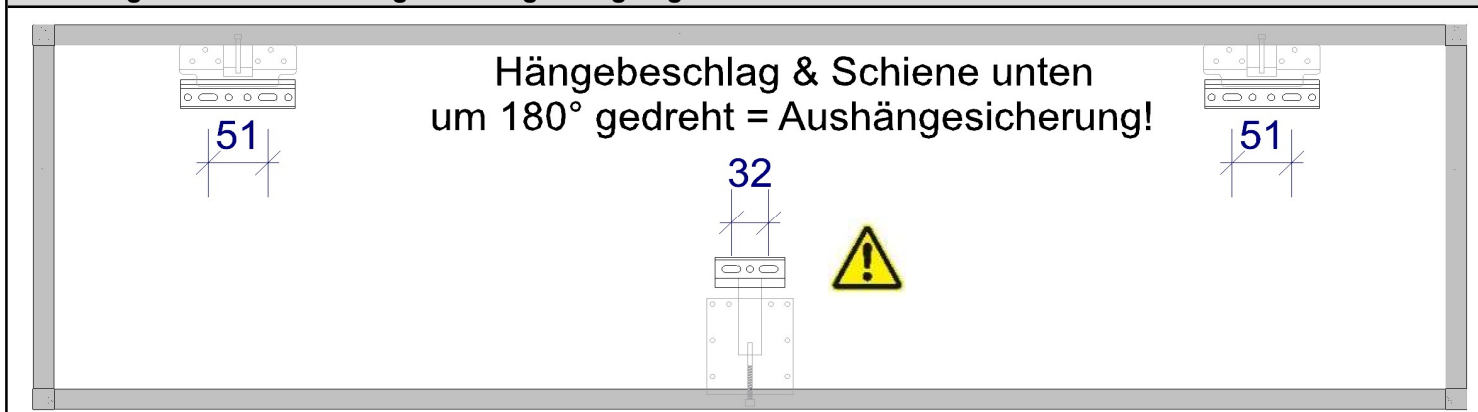 Hängebeschlag & Schiene unten
um 180° gedreht = Aushängesicherung!
51
51
32